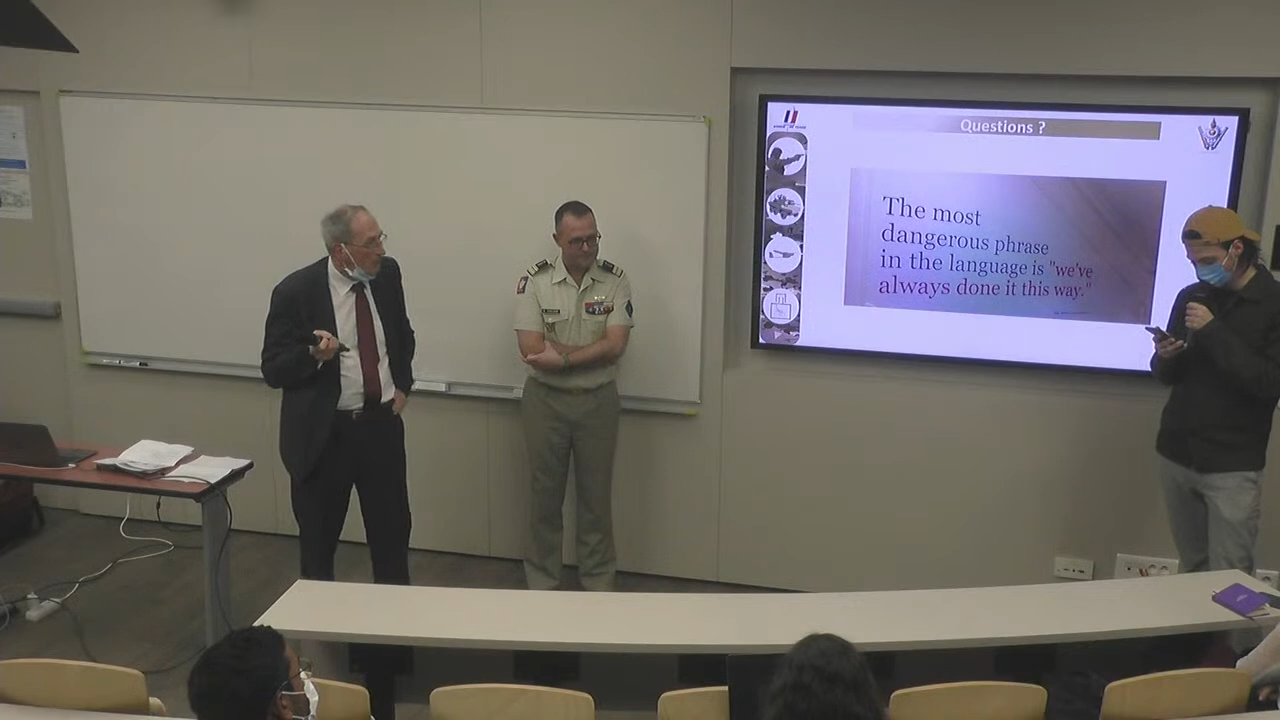 Questions ?
The most
dangerous phrase
in the language is "we've
always done it this way."